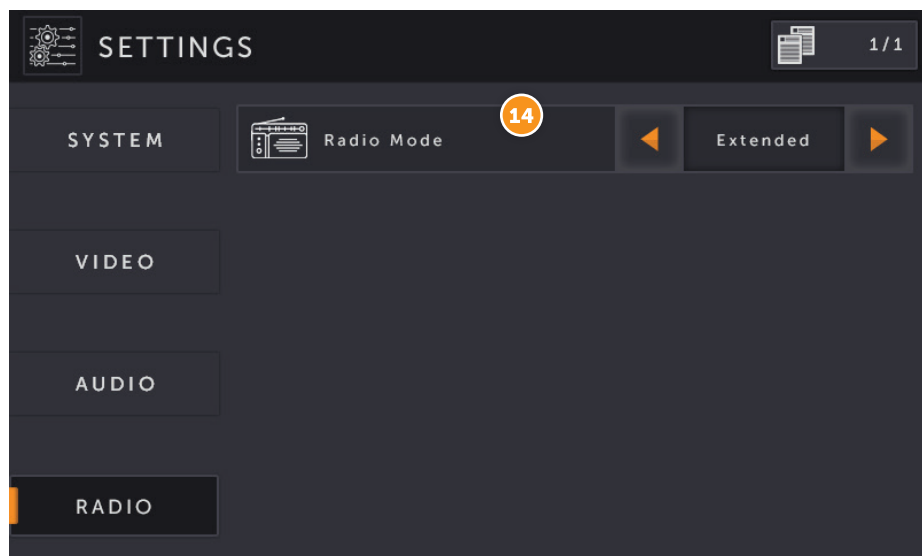 SETTINGS
1/1
SYSTEM
14
Radio Mode
Extended
VIDEO
AUDIO
RADIO